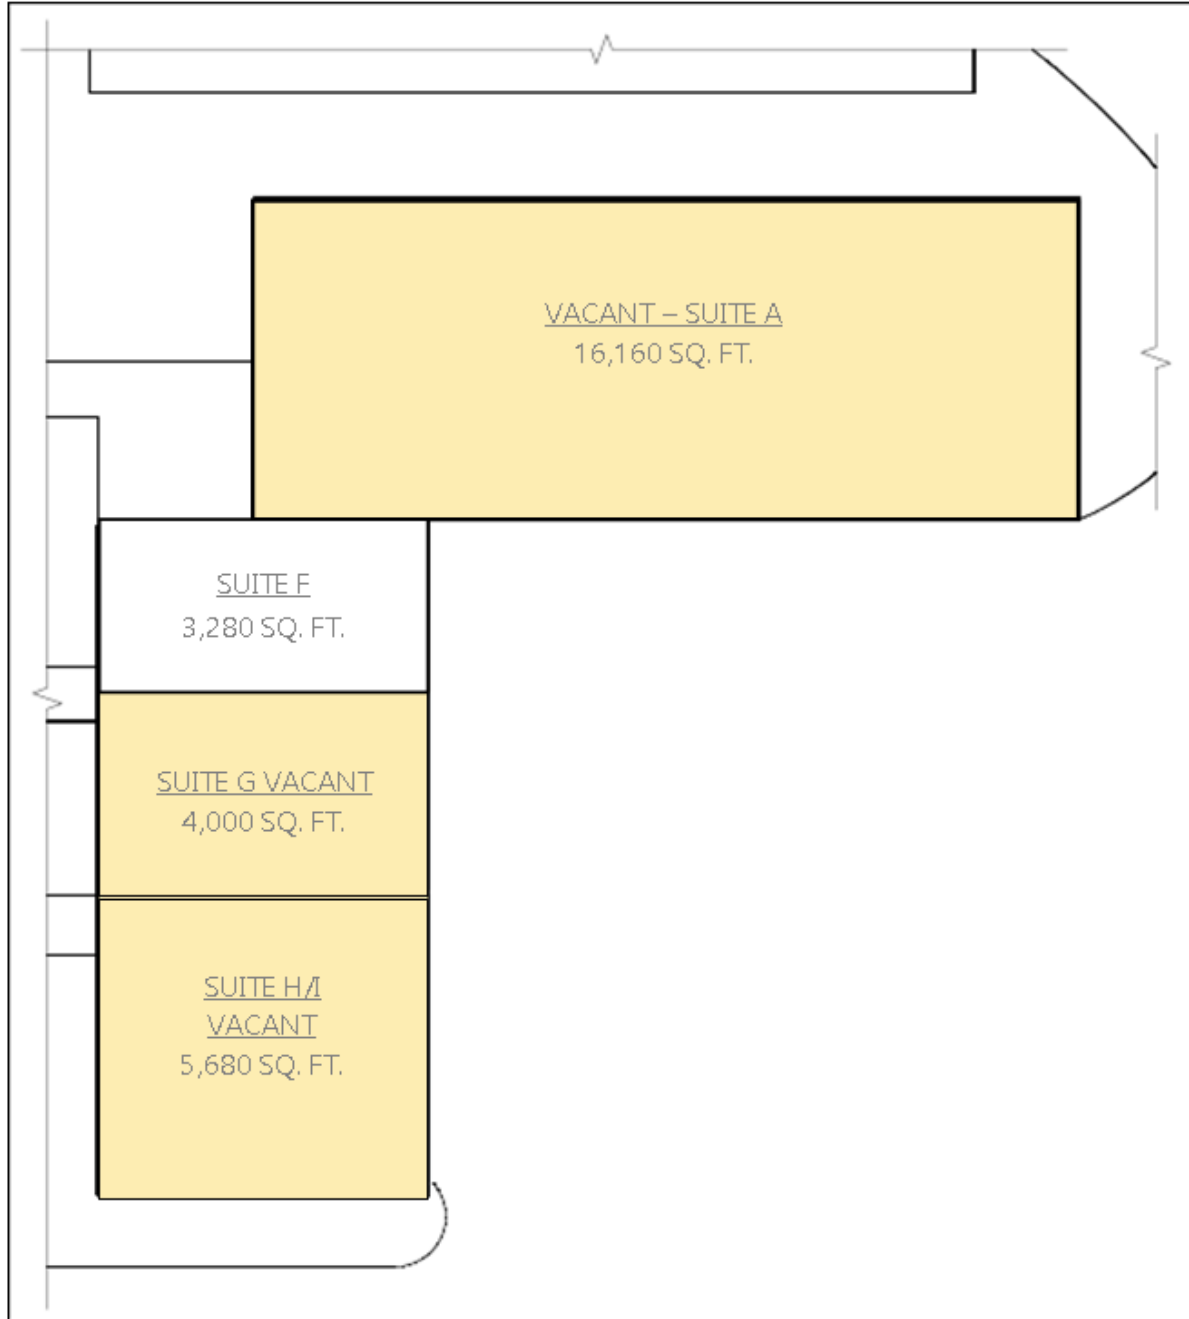 VACANT – SUITE A
16,160 SQ. FT.
SUITE F
3,280 SQ. FT.
SUITE G VACANT
4,000 SQ. FT.
SUITE H/I
VACANT
5,680 SQ. FT.